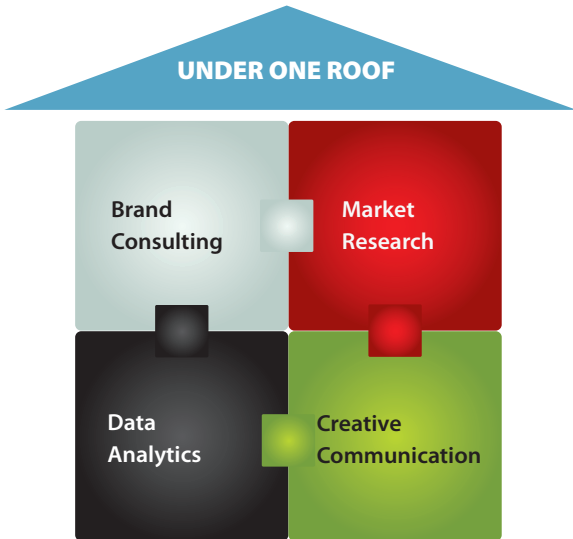 UNDER ONE ROOF
Brand
Consulting
Market
Research
Data
Analytics
Creative
Communication